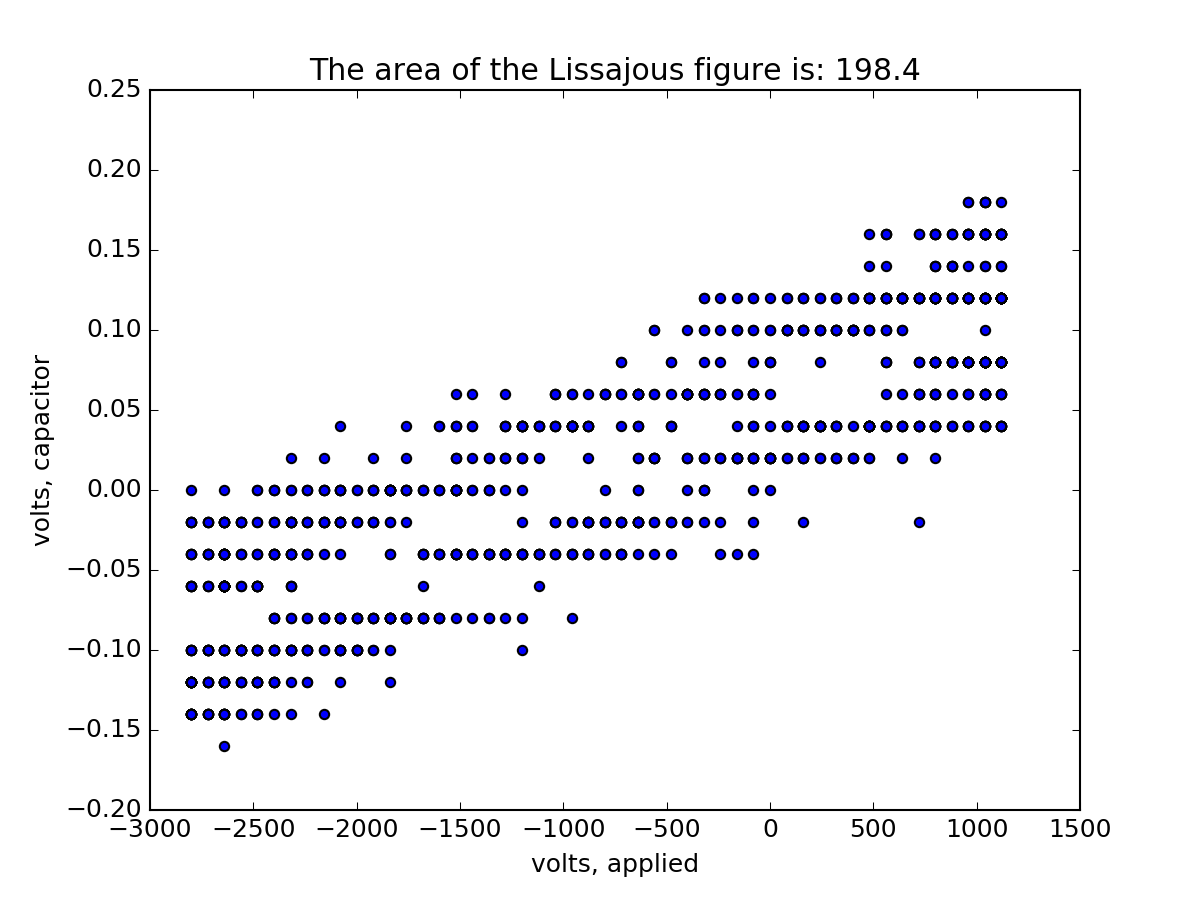 The area of the Lissajous figure is: 198.4
0.25
0.20
0.15
0.10
0.05
0.00
−0.05
−0.10
−0.15
−0.20
volts, capacitor
−3000 −2500 −2000 −1500 −1000 −500 0 500 1000 1500
volts, applied